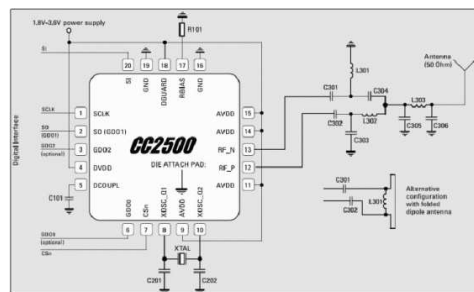 1.8V-3.6V power supply
R101
SI
Antenna
(50 Ohm)
20 19 18 17 16
SI
GND
DGUARD
RBIAS
GND
L301
C301
C304
SCLK
1 SCLK
AVDD 15
SO
(GDO1)
2 SO (GDO1)
CC2500
AVDD 14
L303
C302
L302
Digital Interface
GDO2
(optional)
3 GDO2
DIE ATTACH PAD:
RF_N 13
C305
C306
C303
4 DVDD
RF_P 12
C101
5 DCOUPL
AVDD 11
GDO0
CSn
XOSC_Q1
AVDD
XOSC_Q2
6 7 8 9 10
C301
C302
L301
Alternative
configuration
with folded
dipole antenna
GDO0
(optional)
CSn
XTAL
C201
C202